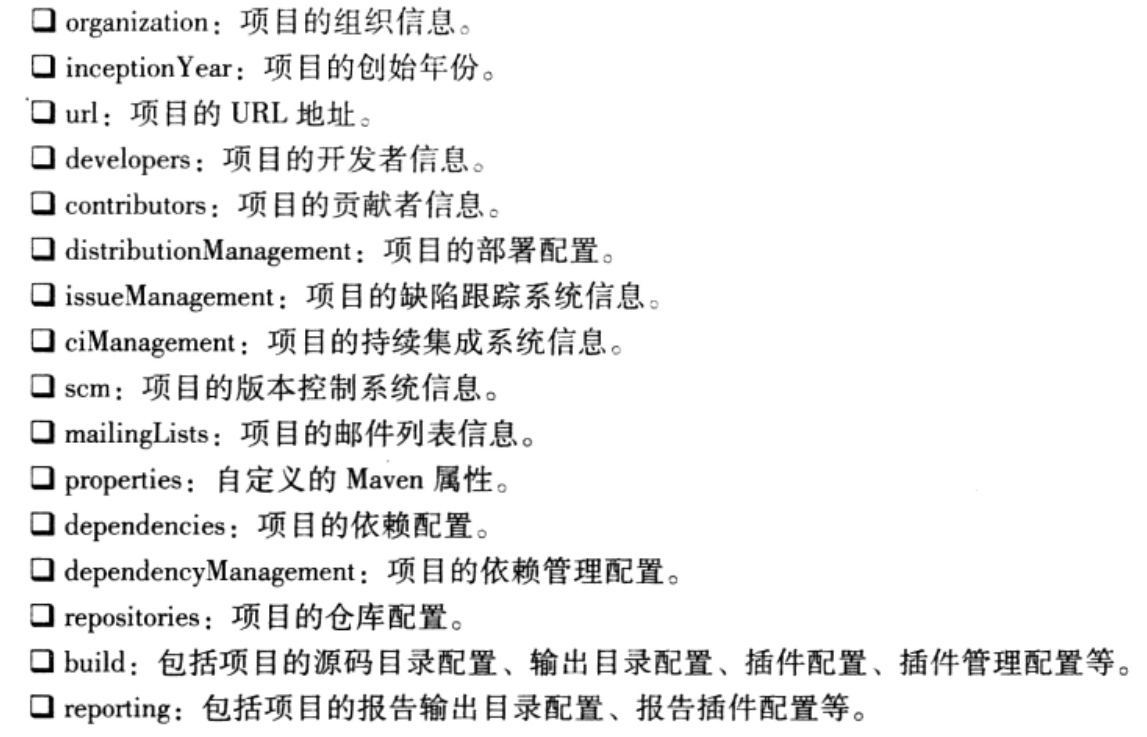 ❑ organization：项目的组织信息。
❑ inceptionYear：项目的创始年份。
❑ url：项目的 URL 地址。
❑ developers：项目的开发者信息。
❑ contributors：项目的贡献者信息。
❑ distributionManagement：项目的部署配置。
❑ issueManagement：项目的缺陷跟踪系统信息。
❑ ciManagement：项目的持续集成系统信息。
❑ scm：项目的版本控制系统信息。
❑ mailingLists：项目的邮件列表信息。
❑ properties：自定义的 Maven 属性。
❑ dependencies：项目的依赖配置。
❑ dependencyManagement：项目的依赖管理配置。
❑ repositories：项目的仓库配置。
❑ build：包括项目的源码目录配置、输出目录配置、插件配置、插件管理配置等。
❑ reporting：包括项目的报告输出目录配置、报告插件配置等。